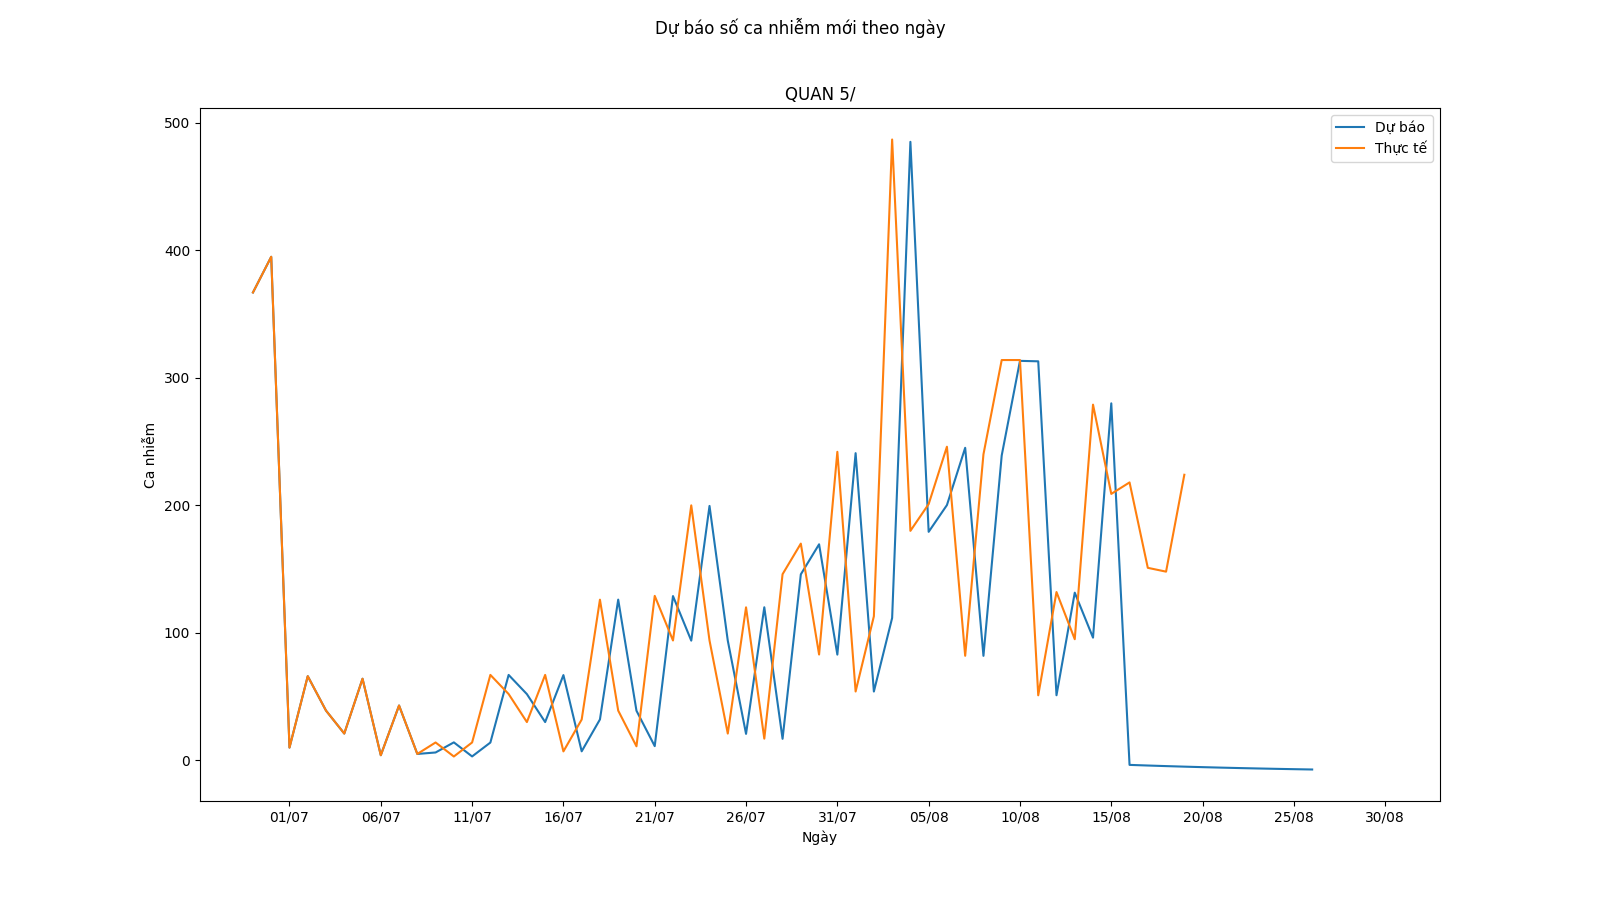 Dự báo số ca nhiễm mới theo ngày
QUAN 5/
Dự báo
Thực tế
500
400
300
200
100
0
Ca nhiễm
01/07 06/07 11/07 16/07 21/07 26/07 31/07 05/08 10/08 15/08 20/08 25/08 30/08
Ngày